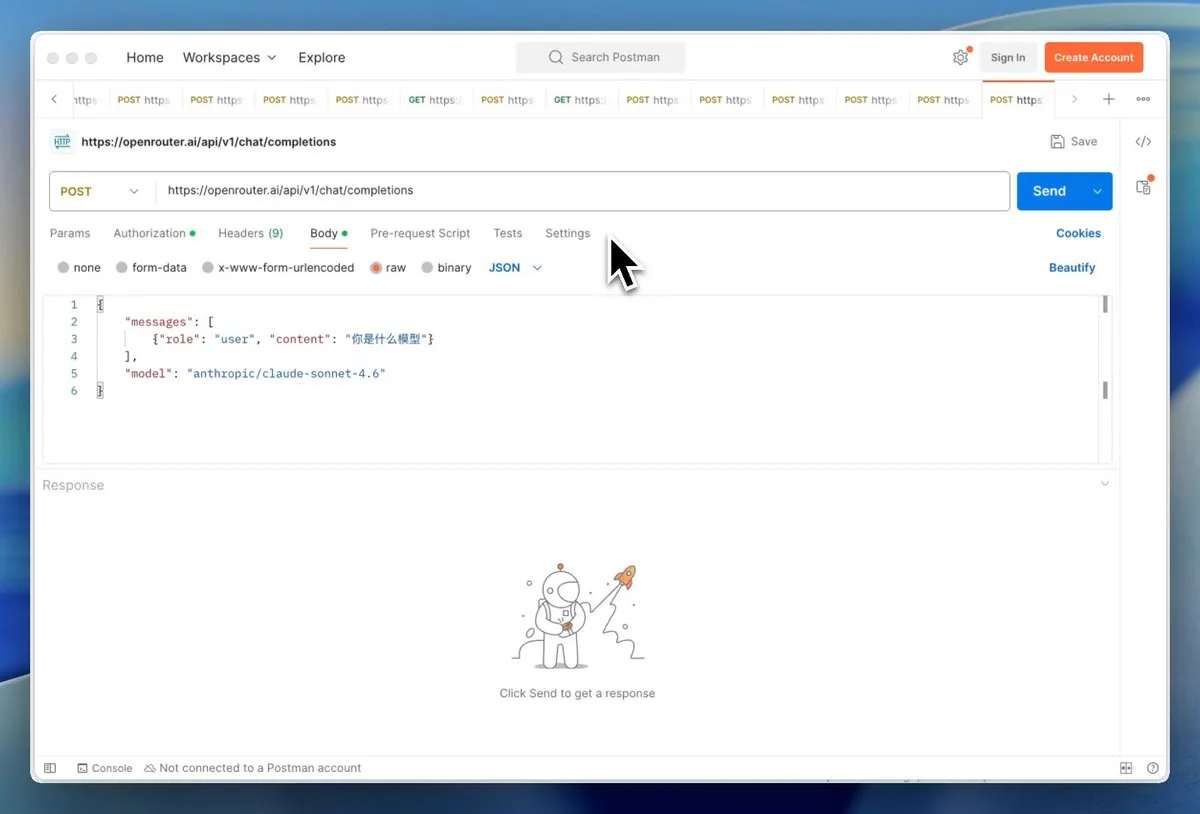 Home Workspaces Explore Search Postman Sign In Create Account
https POST https POST https POST https POST https GET https:/ POST https GET https:/ POST https POST https POST https POST https POST https POST https
HTTP https://openrouter.ai/api/v1/chat/completions Save </>
POST https://openrouter.ai/api/v1/chat/completions Send
Params Authorization Headers (9) Body Pre-request Script Tests Settings Cookies
none form-data x-www-form-urlencoded raw binary JSON Beautify
1 {
2 "messages": [
3 {"role": "user", "content": "你是什么模型"}
4 ],
5 "model": "anthropic/claude-sonnet-4.6"
6 }
Response
Click Send to get a response
Console Not connected to a Postman account